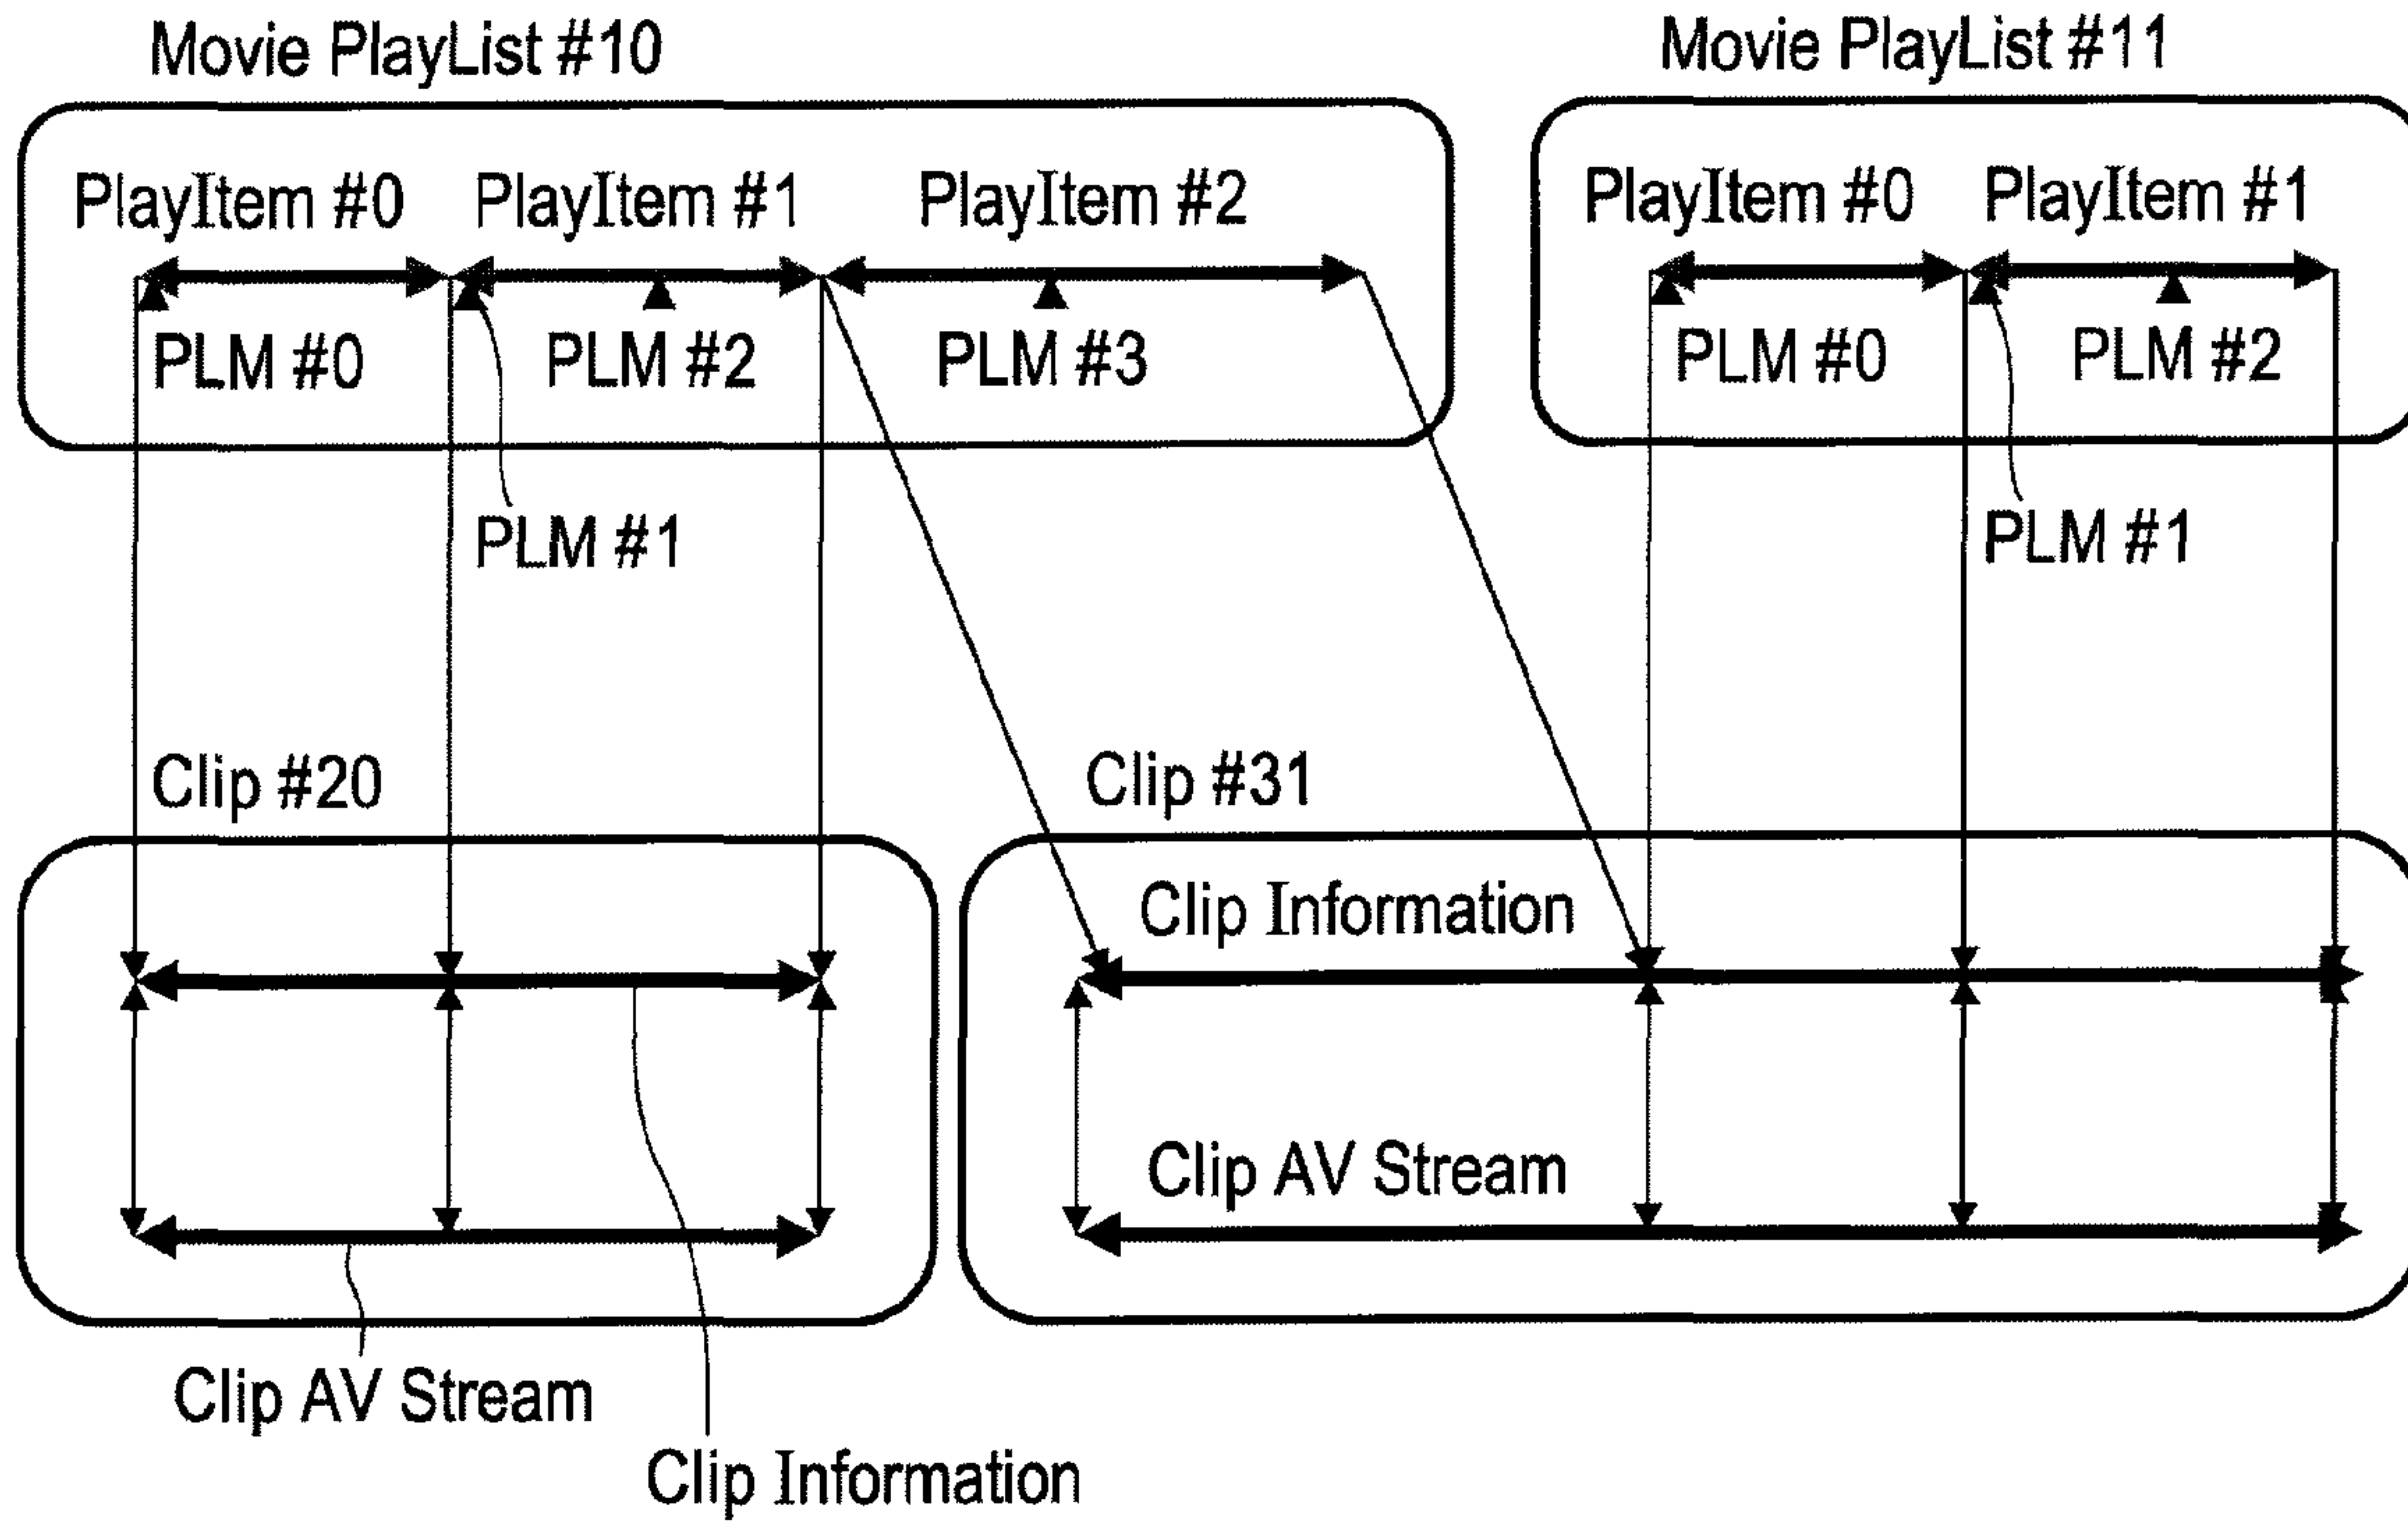 Movie PlayList #10
Movie PlayList #11
PlayItem #0
PlayItem #1
PlayItem #2
PlayItem #0
PlayItem #1
PLM #0
PLM #2
PLM #3
PLM #0
PLM #2
PLM #1
PLM #1
Clip #20
Clip #31
Clip Information
Clip AV Stream
Clip AV Stream
Clip Information